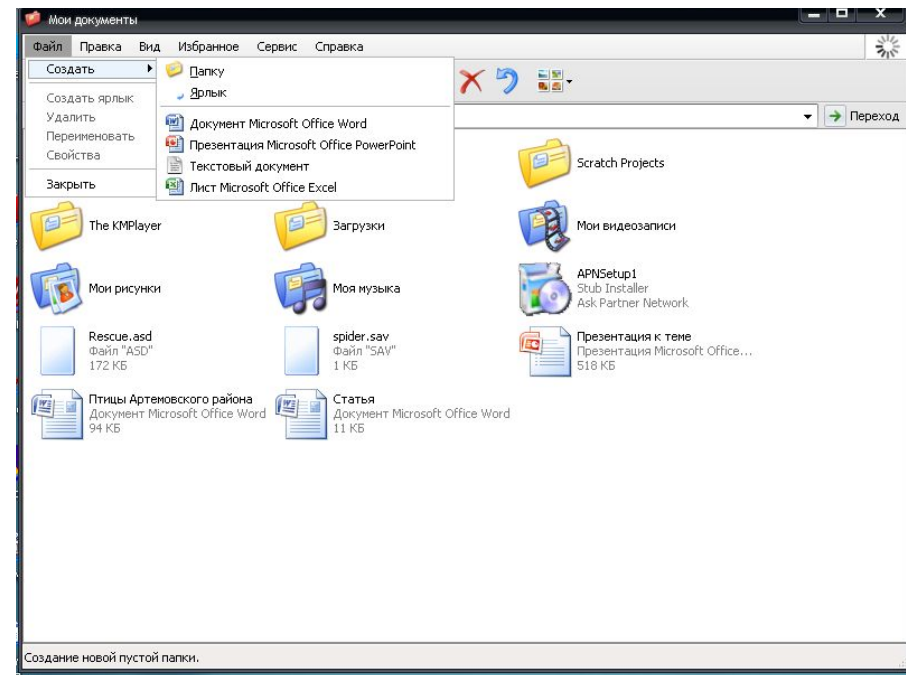 Мои документы
Файл Правка Вид Избранное Сервис Справка
Создать
Создать ярлык
Удалить
Переименовать
Свойства
Закрыть
Папку
Ярлык
Документ Microsoft Office Word
Презентация Microsoft Office PowerPoint
Текстовый документ
Лист Microsoft Office Excel
Переход
Scratch Projects
The KMPlayer
Загрузки
Мои видеозаписи
Мои рисунки
Моя музыка
APNSetup1
Stub Installer
Ask Partner Network
Rescue.asd
Файл "ASD"
172 КБ
spider.sav
Файл "SAV"
1 КБ
Презентация к теме
Презентация Microsoft Office...
518 КБ
Птицы Артемовского района
Документ Microsoft Office Word
94 КБ
Статья
Документ Microsoft Office Word
11 КБ
Создание новой пустой папки.